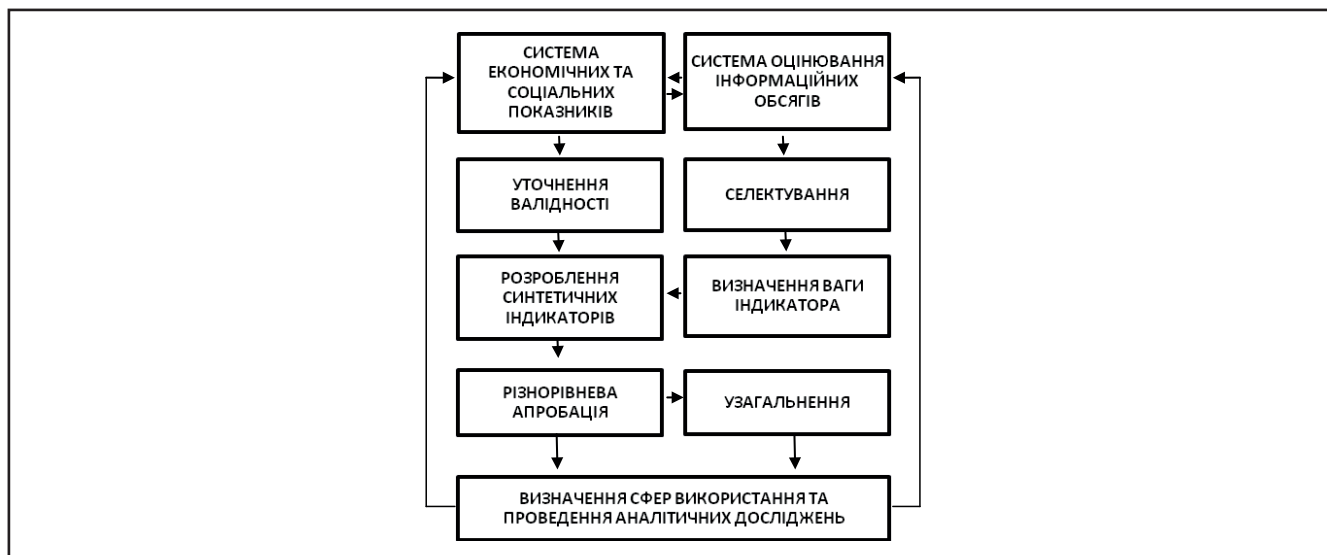 СИСТЕМА
ЕКОНОМІЧНИХ ТА
СОЦІАЛЬНИХ
ПОКАЗНИКІВ
СИСТЕМА ОЦІНЮВАННЯ
ІНФОРМАЦІЙНИХ
ОБСЯГІВ
УТОЧНЕННЯ
ВАЛІДНОСТІ
СЕЛЕКТУВАННЯ
РОЗРОБЛЕННЯ
СИНТЕТИЧНИХ
ІНДИКАТОРІВ
ВИЗНАЧЕННЯ ВАГИ
ІНДИКАТОРА
РІЗНОРІВНЕВА
АПРОБАЦІЯ
УЗАГАЛЬНЕННЯ
ВИЗНАЧЕННЯ СФЕР ВИКОРИСТАННЯ ТА
ПРОВЕДЕННЯ АНАЛІТИЧНИХ ДОСЛІДЖЕНЬ